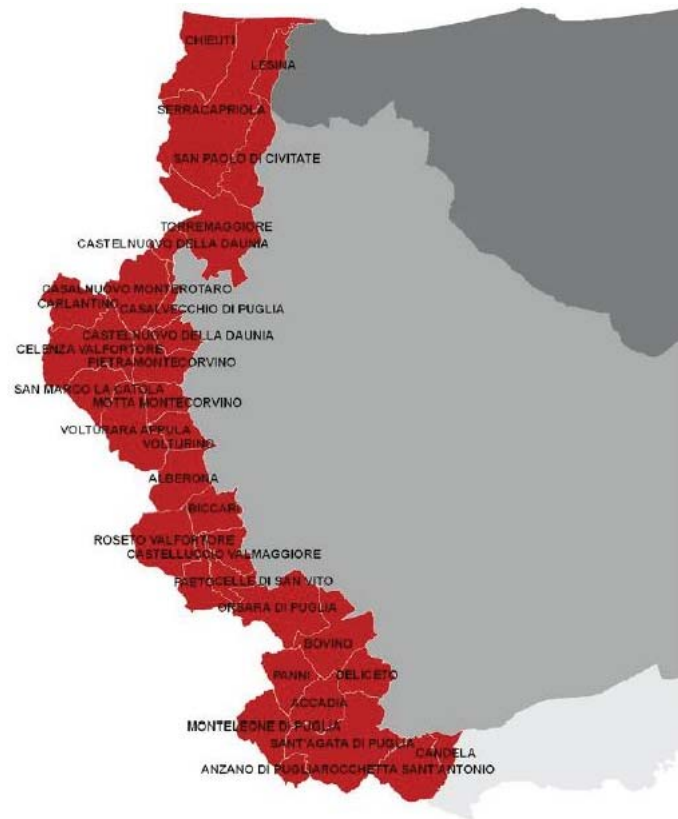 CHIEUTI
LESINA
SERRACAPRIOLA
SAN PAOLO DI CIVITATE
TORREMAGGIORE
CASTELNUOVO DELLA DAUNIA
CASALNUOVO MONTEROTARO
CARLANTINO
CASALVECCHIO DI PUGLIA
CASTELNUOVO DELLA DAUNIA
CELENZA VALFORTORE
PIETRAMONTECORVINO
SAN MARCO LA CATOLA
MOTTA MONTECORVINO
VOLTURARA APPULA
VOLTURINO
ALBERONA
BICCARI
ROSETO VALFORTORE
CASTELLUCCIO VALMAGGIORE
FAETO
CELLE DI SAN VITO
ORSARA DI PUGLIA
BOVINO
PANNI
DELICETO
ACCADIA
MONTELEONE DI PUGLIA
SANT'AGATA DI PUGLIA
CANDELA
ANZANO DI PUGLIA
ROCCHETTA SANT'ANTONIO